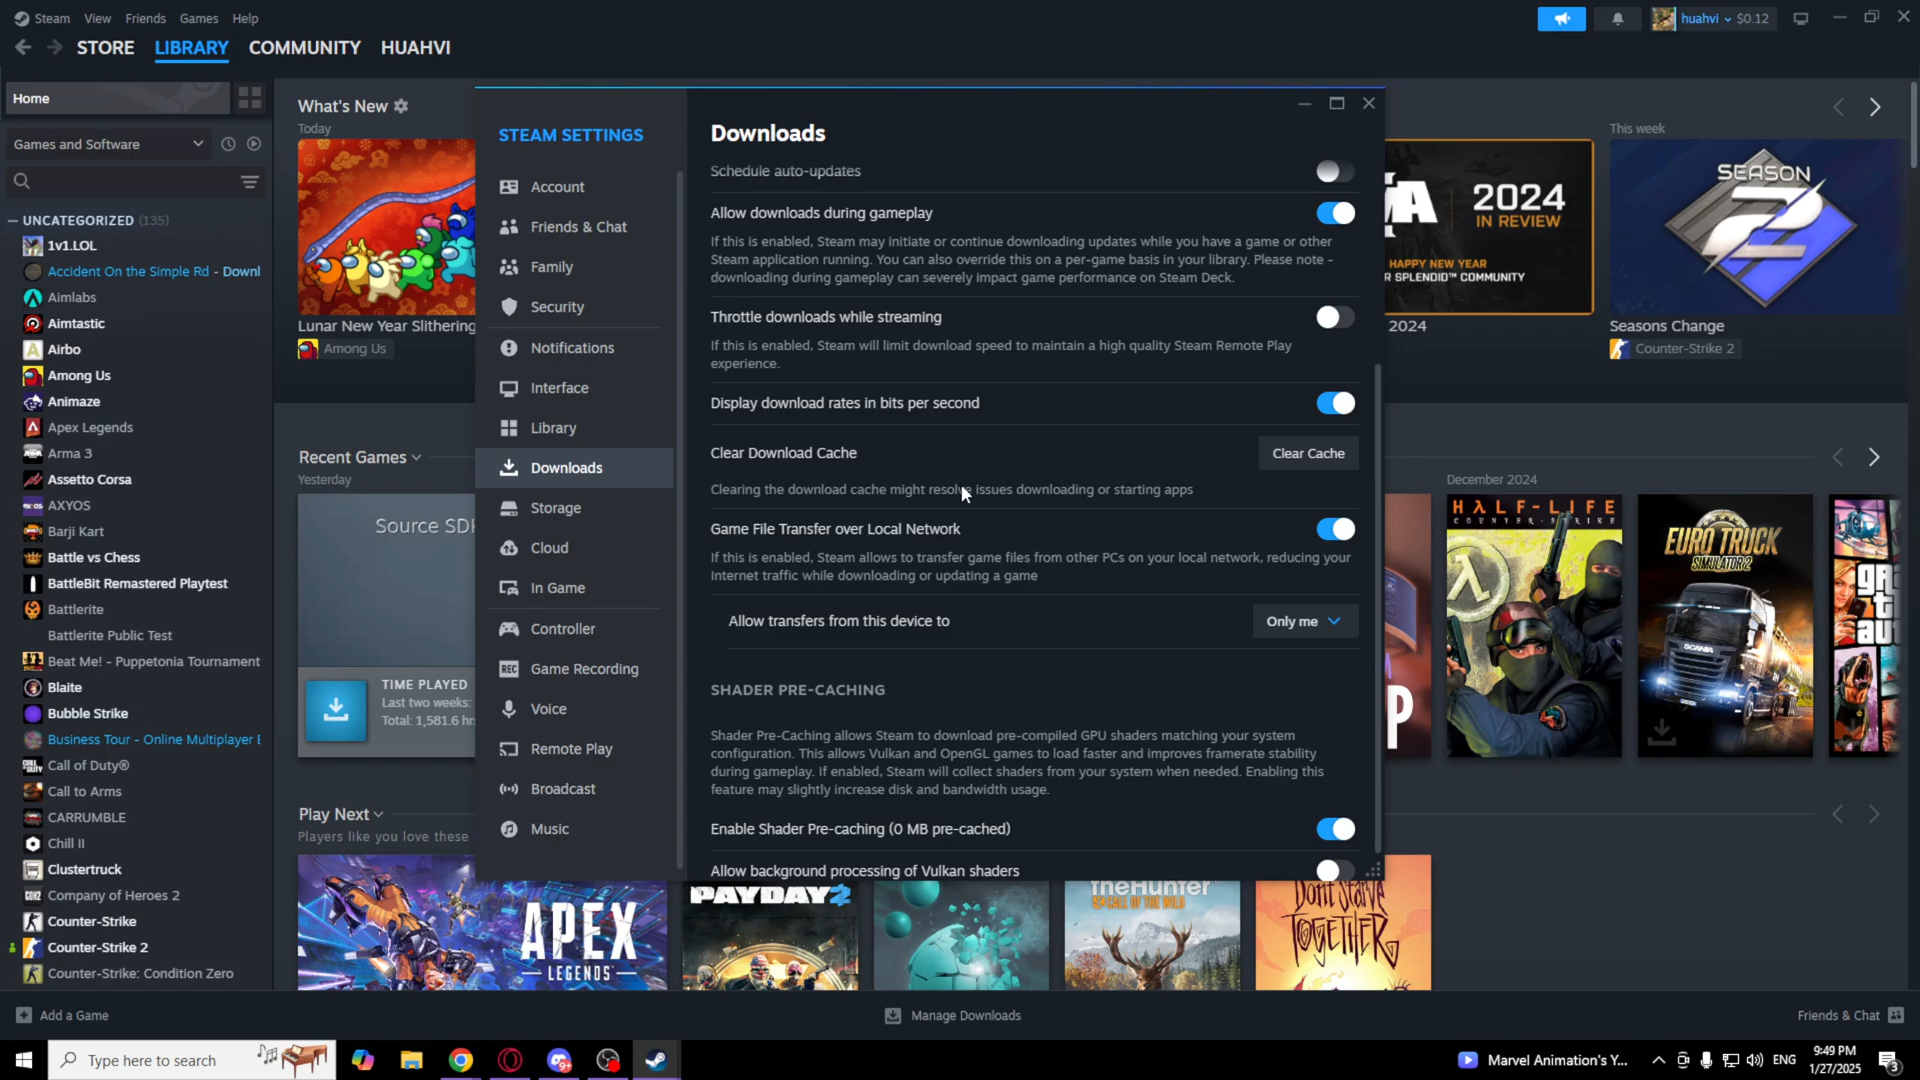 Steam View Friends Games Help
huahvi $0.12
STORE LIBRARY COMMUNITY HUAHVI
Home
Games and Software
UNCATEGORIZED (135)
1v1.LOL
Accident On the Simple Rd - Downl
Aimlabs
Aimtastic
Airbo
Among Us
Animaze
Apex Legends
Arma 3
Assetto Corsa
AXYOS
Barji Kart
Battle vs Chess
BattleBit Remastered Playtest
Battlerite
Battlerite Public Test
Beat Me! - Puppetonia Tournament
Blaite
Bubble Strike
Business Tour - Online Multiplayer
Call of Duty®
Call to Arms
CARRUMBLE
Chill II
Clustertruck
Company of Heroes 2
Counter-Strike
Counter-Strike 2
Counter-Strike: Condition Zero
What's New
Today
Lunar New Year Slithering
Among Us
Recent Games
Yesterday
Source SD
TIME PLAYED
Last two weeks:
Total: 1,581.6 hr
Play Next
Players like you love these
APEX
LEGENDS
STEAM SETTINGS
Account
Friends & Chat
Family
Security
Notifications
Interface
Library
Downloads
Storage
Cloud
In Game
Controller
REC Game Recording
Voice
Remote Play
Broadcast
Music
Downloads
Schedule auto-updates
Allow downloads during gameplay
If this is enabled, Steam may initiate or continue downloading updates while you have a game or other
Steam application running. You can also override this on a per-game basis in your library. Please note -
downloading during gameplay can severely impact game performance on Steam Deck.
Throttle downloads while streaming
If this is enabled, Steam will limit download speed to maintain a high quality Steam Remote Play
experience.
Display download rates in bits per second
Clear Download Cache Clear Cache
Clearing the download cache might resolve issues downloading or starting apps
Game File Transfer over Local Network
If this is enabled, Steam allows to transfer game files from other PCs on your local network, reducing your
Internet traffic while downloading or updating a game
Allow transfers from this device to Only me
SHADER PRE-CACHING
Shader Pre-Caching allows Steam to download pre-compiled GPU shaders matching your system
configuration. This allows Vulkan and OpenGL games to load faster and improves framerate stability
during gameplay. If enabled, Steam will collect shaders from your system when needed. Enabling this
feature may slightly increase disk and bandwidth usage.
Enable Shader Pre-caching (0 MB pre-cached)
Allow background processing of Vulkan shaders
PAYDAY 2
theHunter
CALL OF THE WILD
Don't Starve
TOGETHER
2024
IN REVIEW
HAPPY NEW YEAR
R SPLENDID™ COMMUNITY
2024
This week
SEASON
2
Seasons Change
Counter-Strike 2
December 2024
HALF-LIFE
COUNTER-STRIKE
EURO TRUCK
SIMULATOR 2
SCANIA
Add a Game
Manage Downloads
Friends & Chat
Type here to search
Marvel Animation's Y...
ENG
9:49 PM
1/27/2025
3